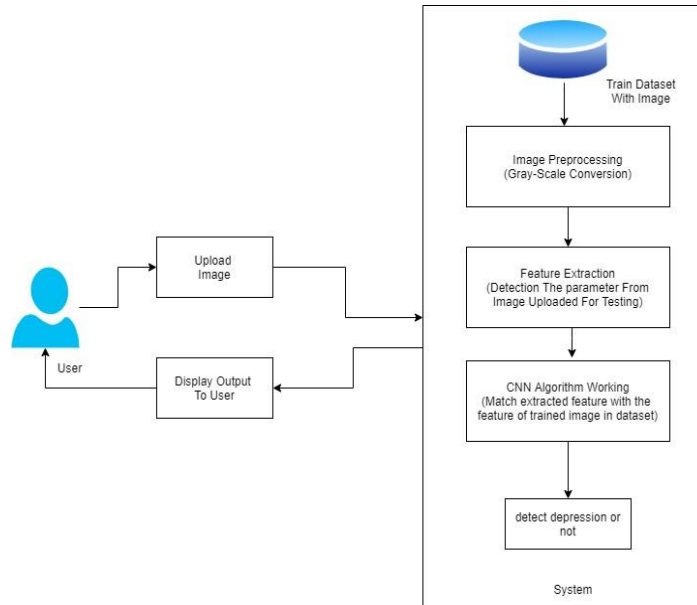 Train Dataset
With Image
Image Preprocessing
(Gray-Scale Conversion)
Feature Extraction
(Detection The parameter From
Image Uploaded For Testing)
CNN Algorithm Working
(Match extracted feature with the
feature of trained image in dataset)
detect depression or
not
System
Upload
Image
User
Display Output
To User